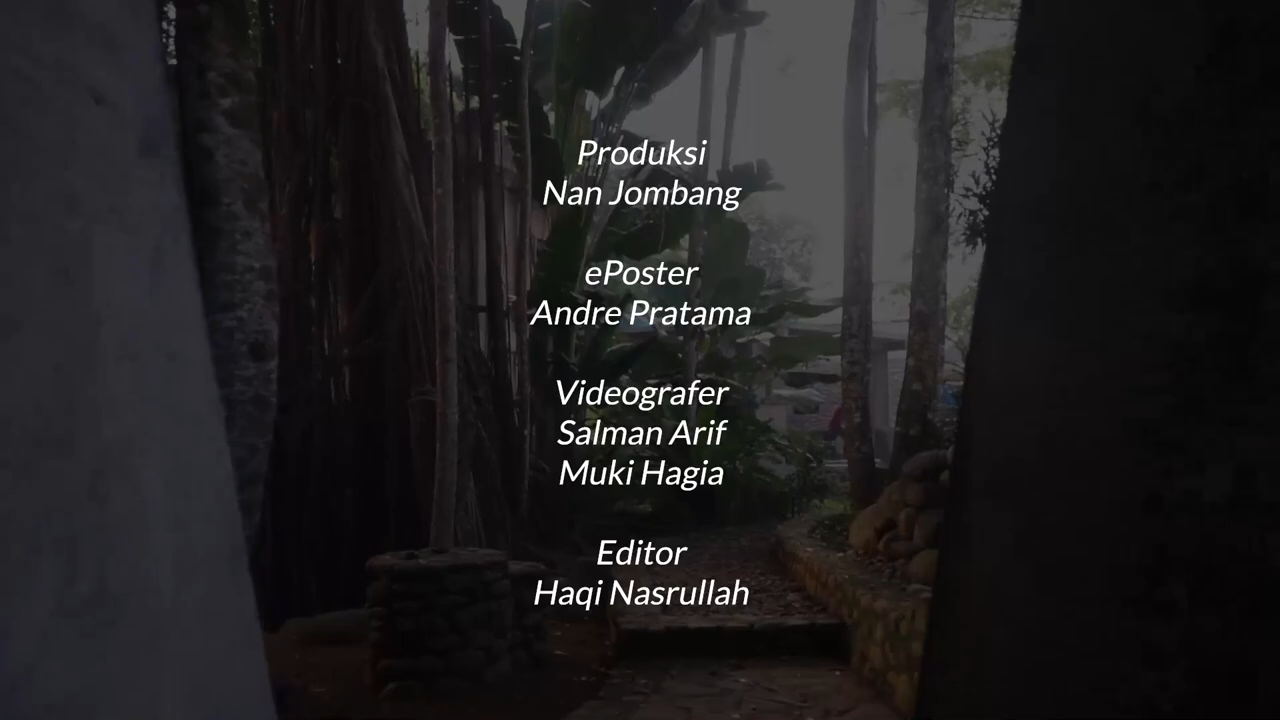 Produksi
Nan Jombang
ePoster
Andre Pratama
Videografer
Salman Arif
Muki Hagia
Editor
Haqi Nasrullah